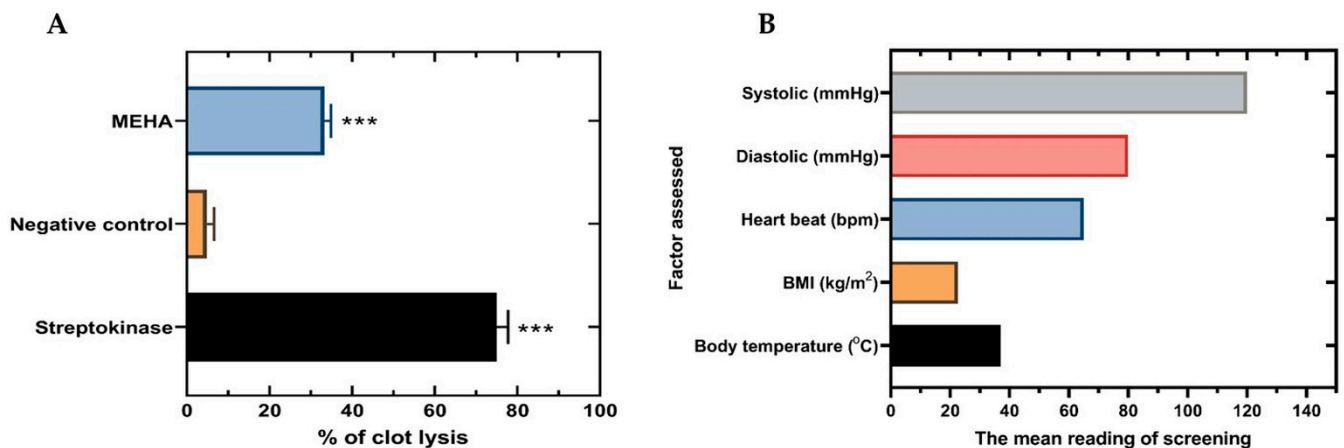 A
MEHA
***
Negative control
Streptokinase
***
0 20 40 60 80 100
% of clot lysis
B
Factor assessed
Systolic (mmHg)
Diastolic (mmHg)
Heart beat (bpm)
BMI (kg/m²)
Body temperature (°C)
0 20 40 60 80 100 120 140
The mean reading of screening